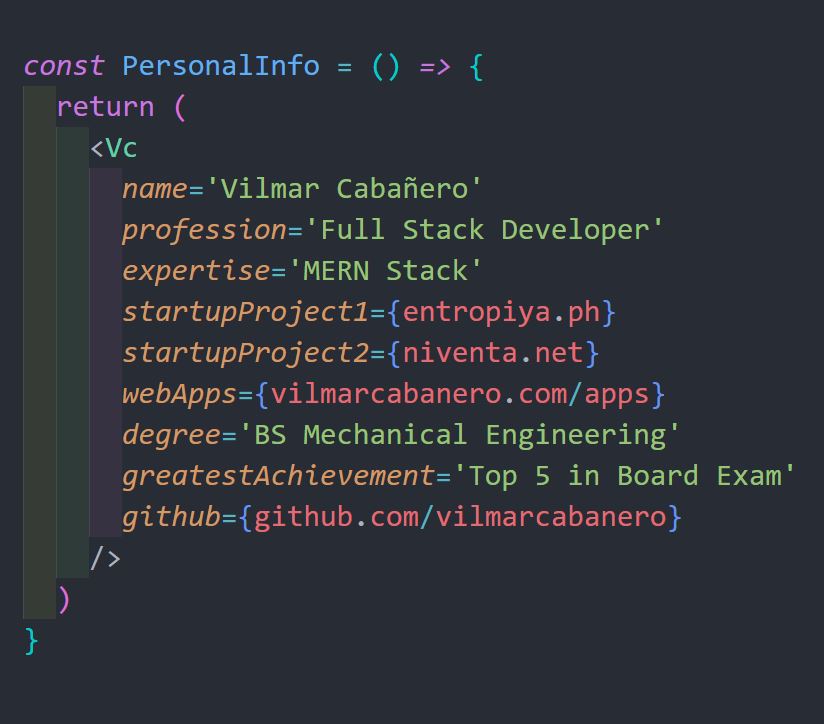 const PersonalInfo = () => {
return (
<Vc
name='Vilmar Cabañero'
profession='Full Stack Developer'
expertise='MERN Stack'
startupProject1={entropiya.ph}
startupProject2={niventa.net}
webApps={vilmarcabanero.com/apps}
degree='BS Mechanical Engineering'
greatestAchievement='Top 5 in Board Exam'
github={github.com/vilmarcabanero}
/>
)
}